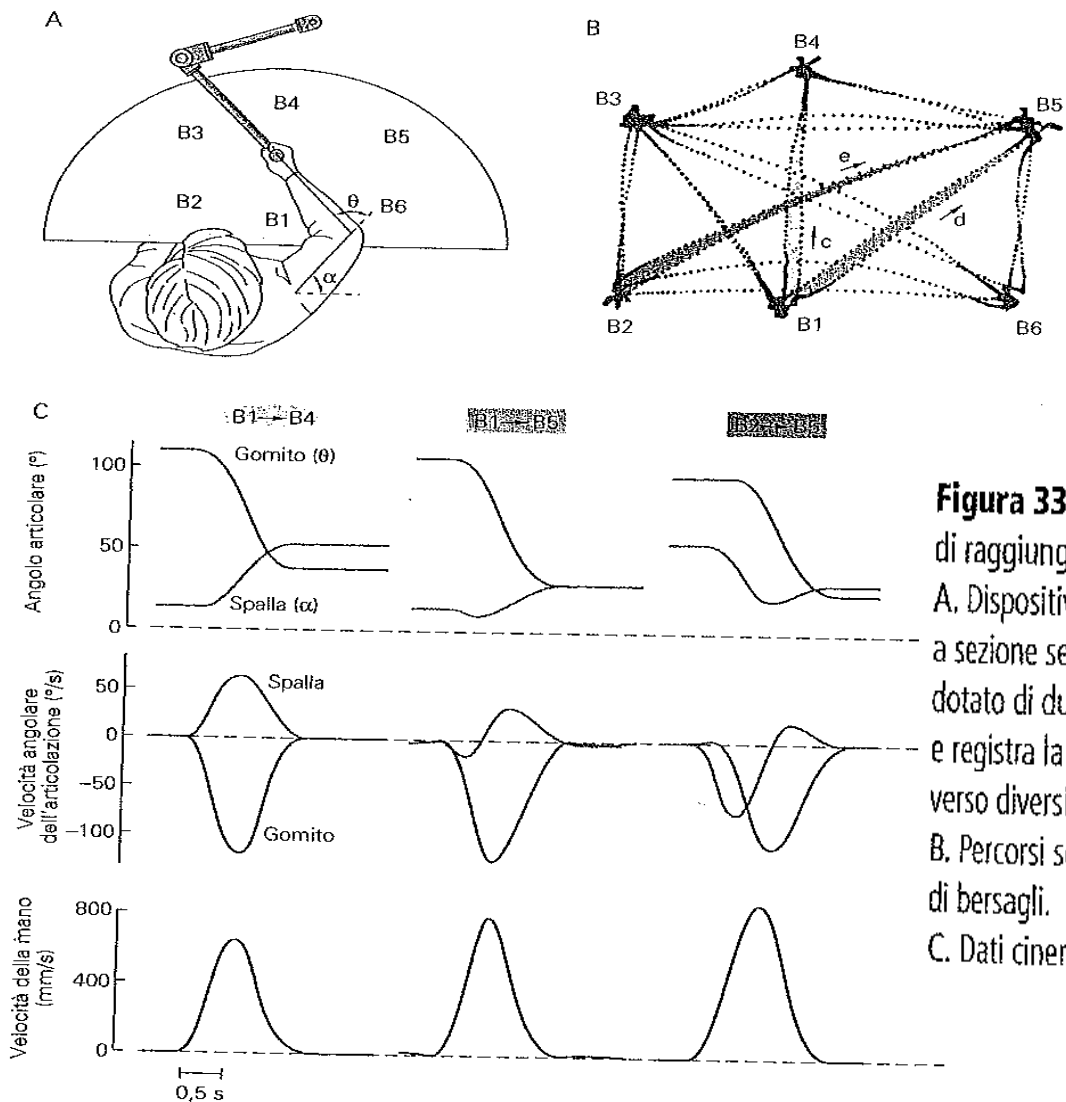 A
B4
B3
B5
B2
θ
B6
B1
α
B
B4
B3
B5
e
d
c
B2
B1
B6
C
B1→B4
B1→B5
Angolo articolare (°)
100
50
0
Gomito (θ)
Spalla (α)
Velocità angolare
dell'articolazione (°/s)
50
0
−50
−100
Spalla
Gomito
Velocità della mano
(mm/s)
800
400
0
0,5 s
Figura 33
di raggiung
A. Dispositiv
a sezione se
dotato di du
e registra la
verso diversi
B. Percorsi s
di bersagli.
C. Dati ciner